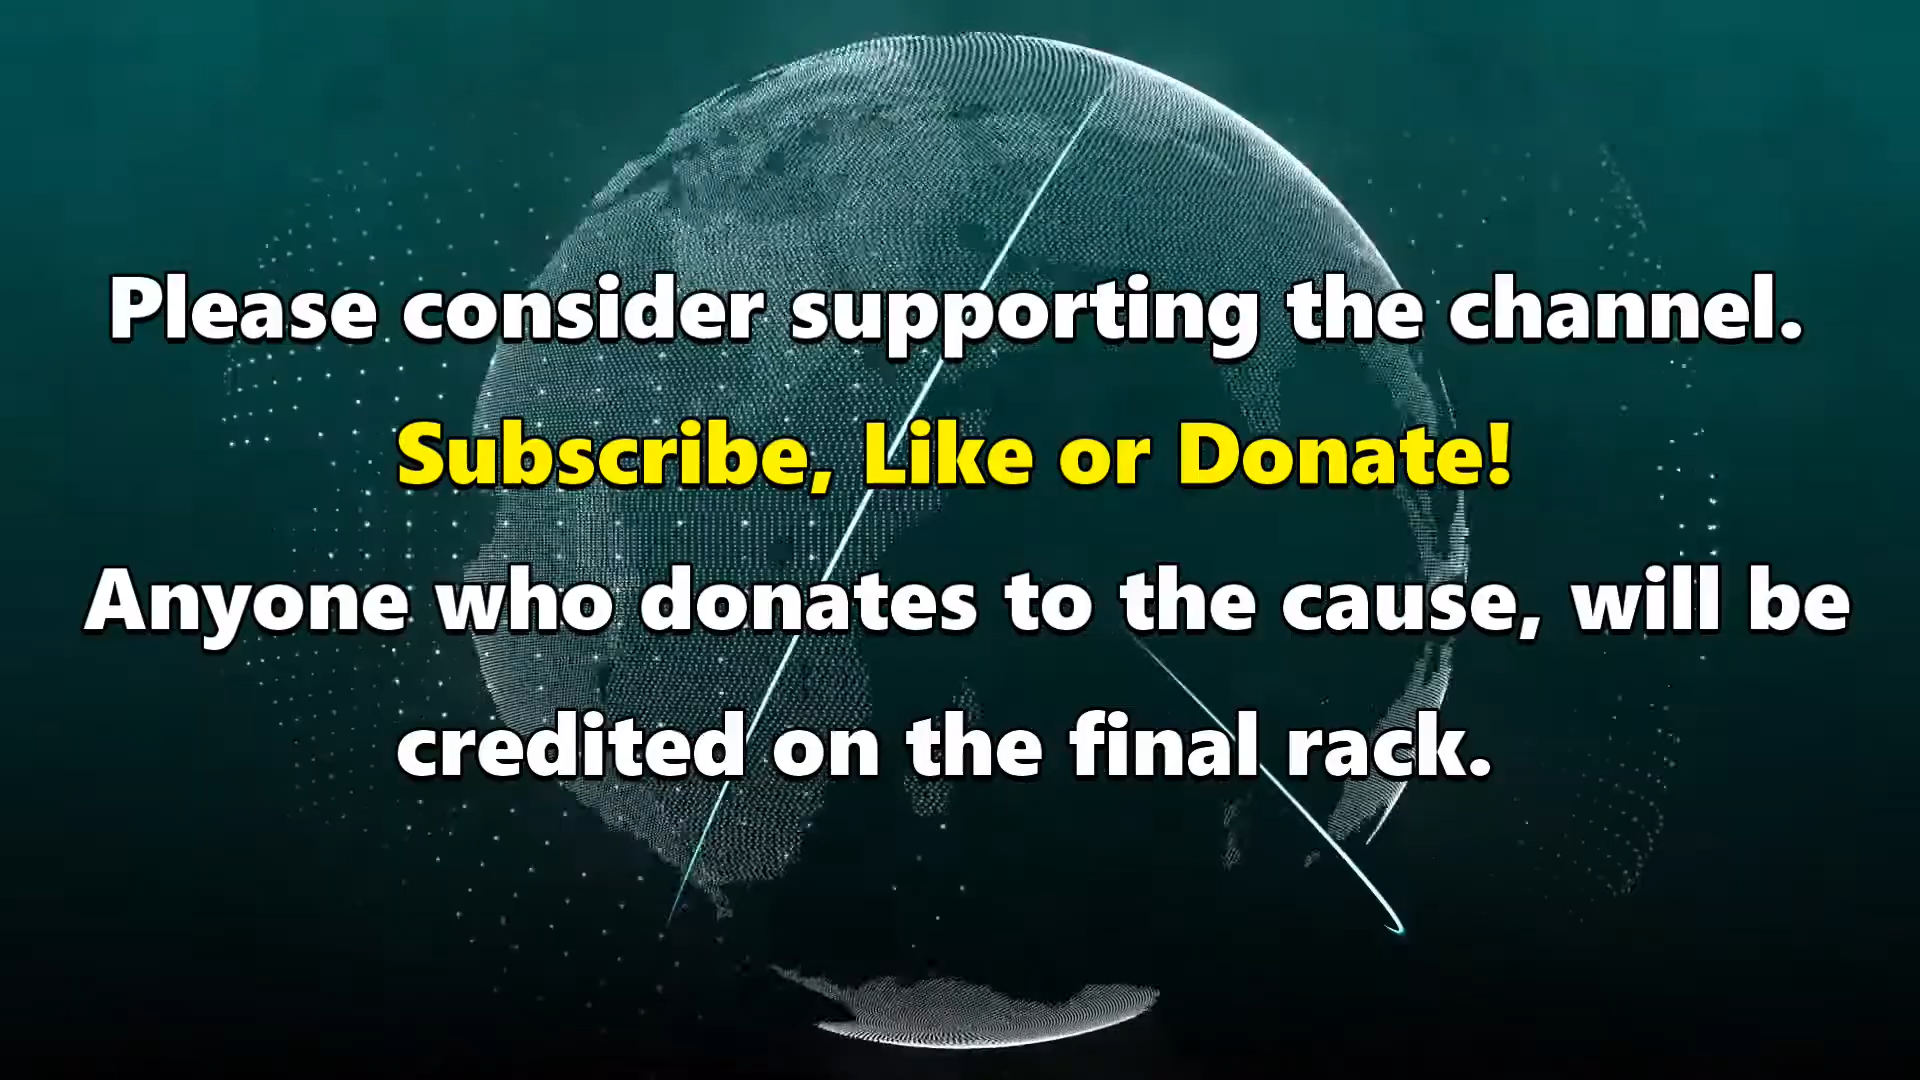 Please consider supporting the channel.
Subscribe, Like or Donate!
Anyone who donates to the cause, will be
credited on the final rack.